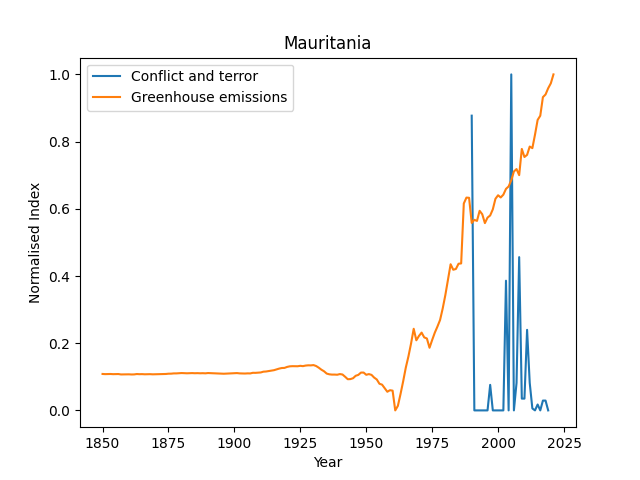 Mauritania
Conflict and terror
Greenhouse emissions
Normalised Index
1.0
0.8
0.6
0.4
0.2
0.0
1850 1875 1900 1925 1950 1975 2000 2025
Year